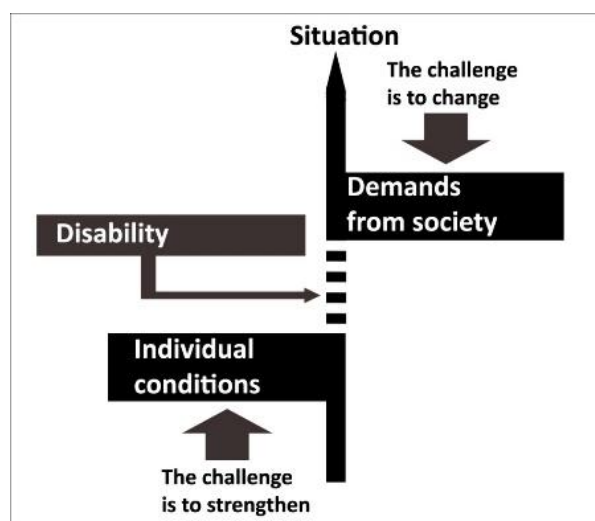 Situation
The challenge
is to change
Demands
from society
Disability
Individual
conditions
The challenge
is to strengthen